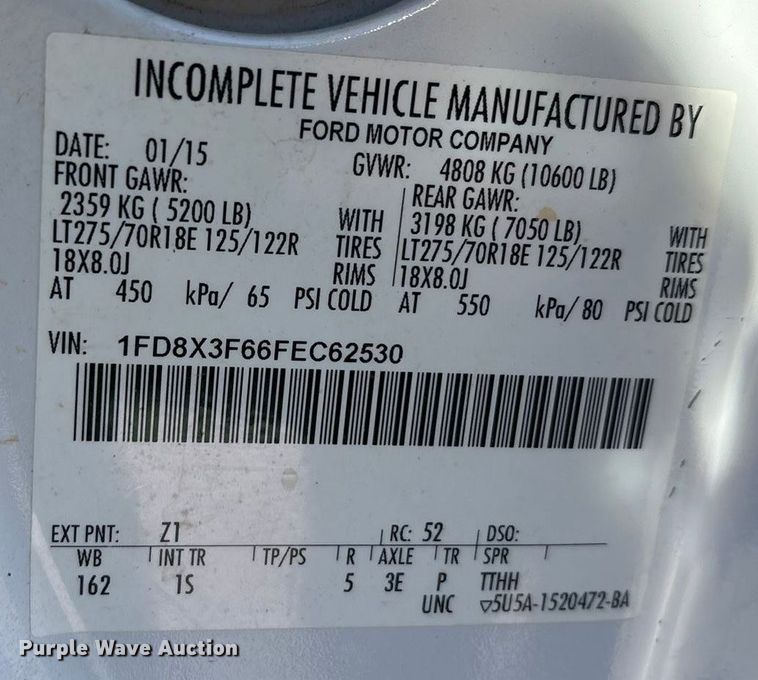 INCOMPLETE VEHICLE MANUFACTURED BY
FORD MOTOR COMPANY
DATE: 01/15 GVWR: 4808 KG (10600 LB)
FRONT GAWR: REAR GAWR:
2359 KG ( 5200 LB) WITH 3198 KG ( 7050 LB) WITH
LT275/70R18E 125/122R TIRES LT275/70R18E 125/122R TIRES
18X8.0J RIMS 18X8.0J RIMS
AT 450 kPa/ 65 PSI COLD AT 550 kPa/ 80 PSI COLD
VIN: 1FD8X3F66FEC62530
EXT PNT: Z1 RC: 52 DSO:
WB INT TR TP/PS R AXLE TR SPR
162 1S 5 3E P TTHH
UNC ▽5U5A-1520472-BA
Purple Wave Auction